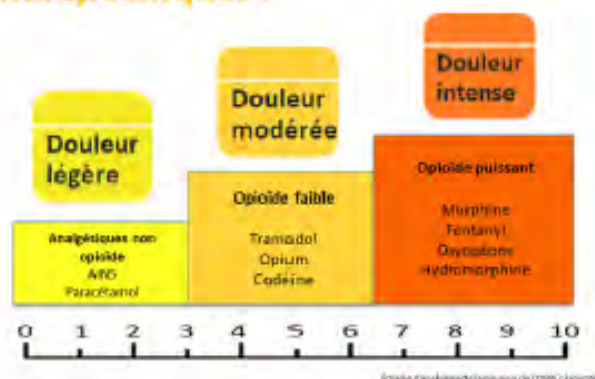 Douleur
légère
Douleur
modérée
Douleur
intense
Analgésiques non
opioïde
AINS
Paracétamol
Opioïde faible
Tramadol
Opium
Codéine
Opioïde puissant
Morphine
Fentanyl
Oxycodone
Hydromorphine
0 1 2 3 4 5 6 7 8 9 10